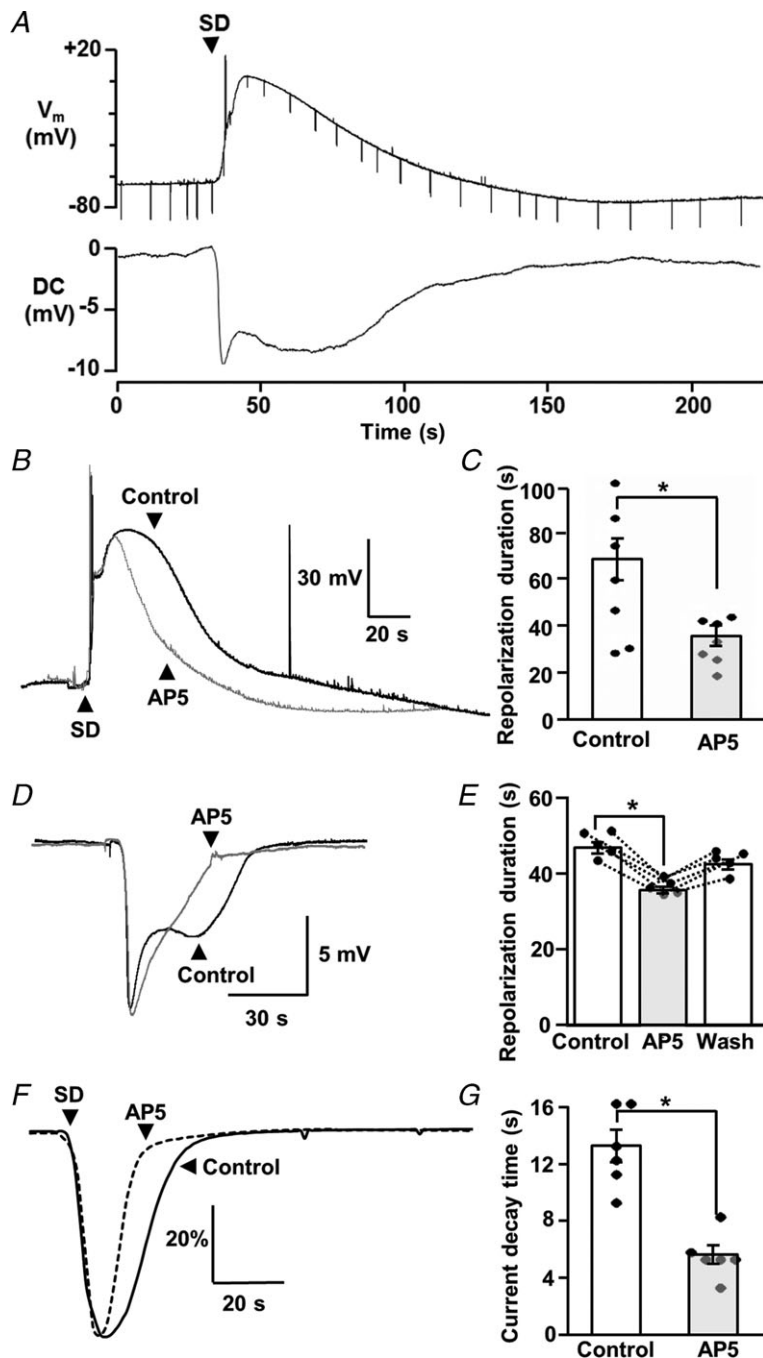 A
SD
+20
Vm
(mV)
-80
0
DC
(mV)
-5
-10
0 50 100 150 200
Time (s)
B
Control
30 mV
20 s
AP5
SD
C
Repolarization duration (s)
100
80
60
40
20
0
*
Control AP5
D
AP5
5 mV
Control
30 s
E
Repolarization duration (s)
60
40
20
0
*
Control AP5 Wash
F
SD
AP5
Control
20%
20 s
G
Current decay time (s)
16
12
8
4
0
*
Control AP5